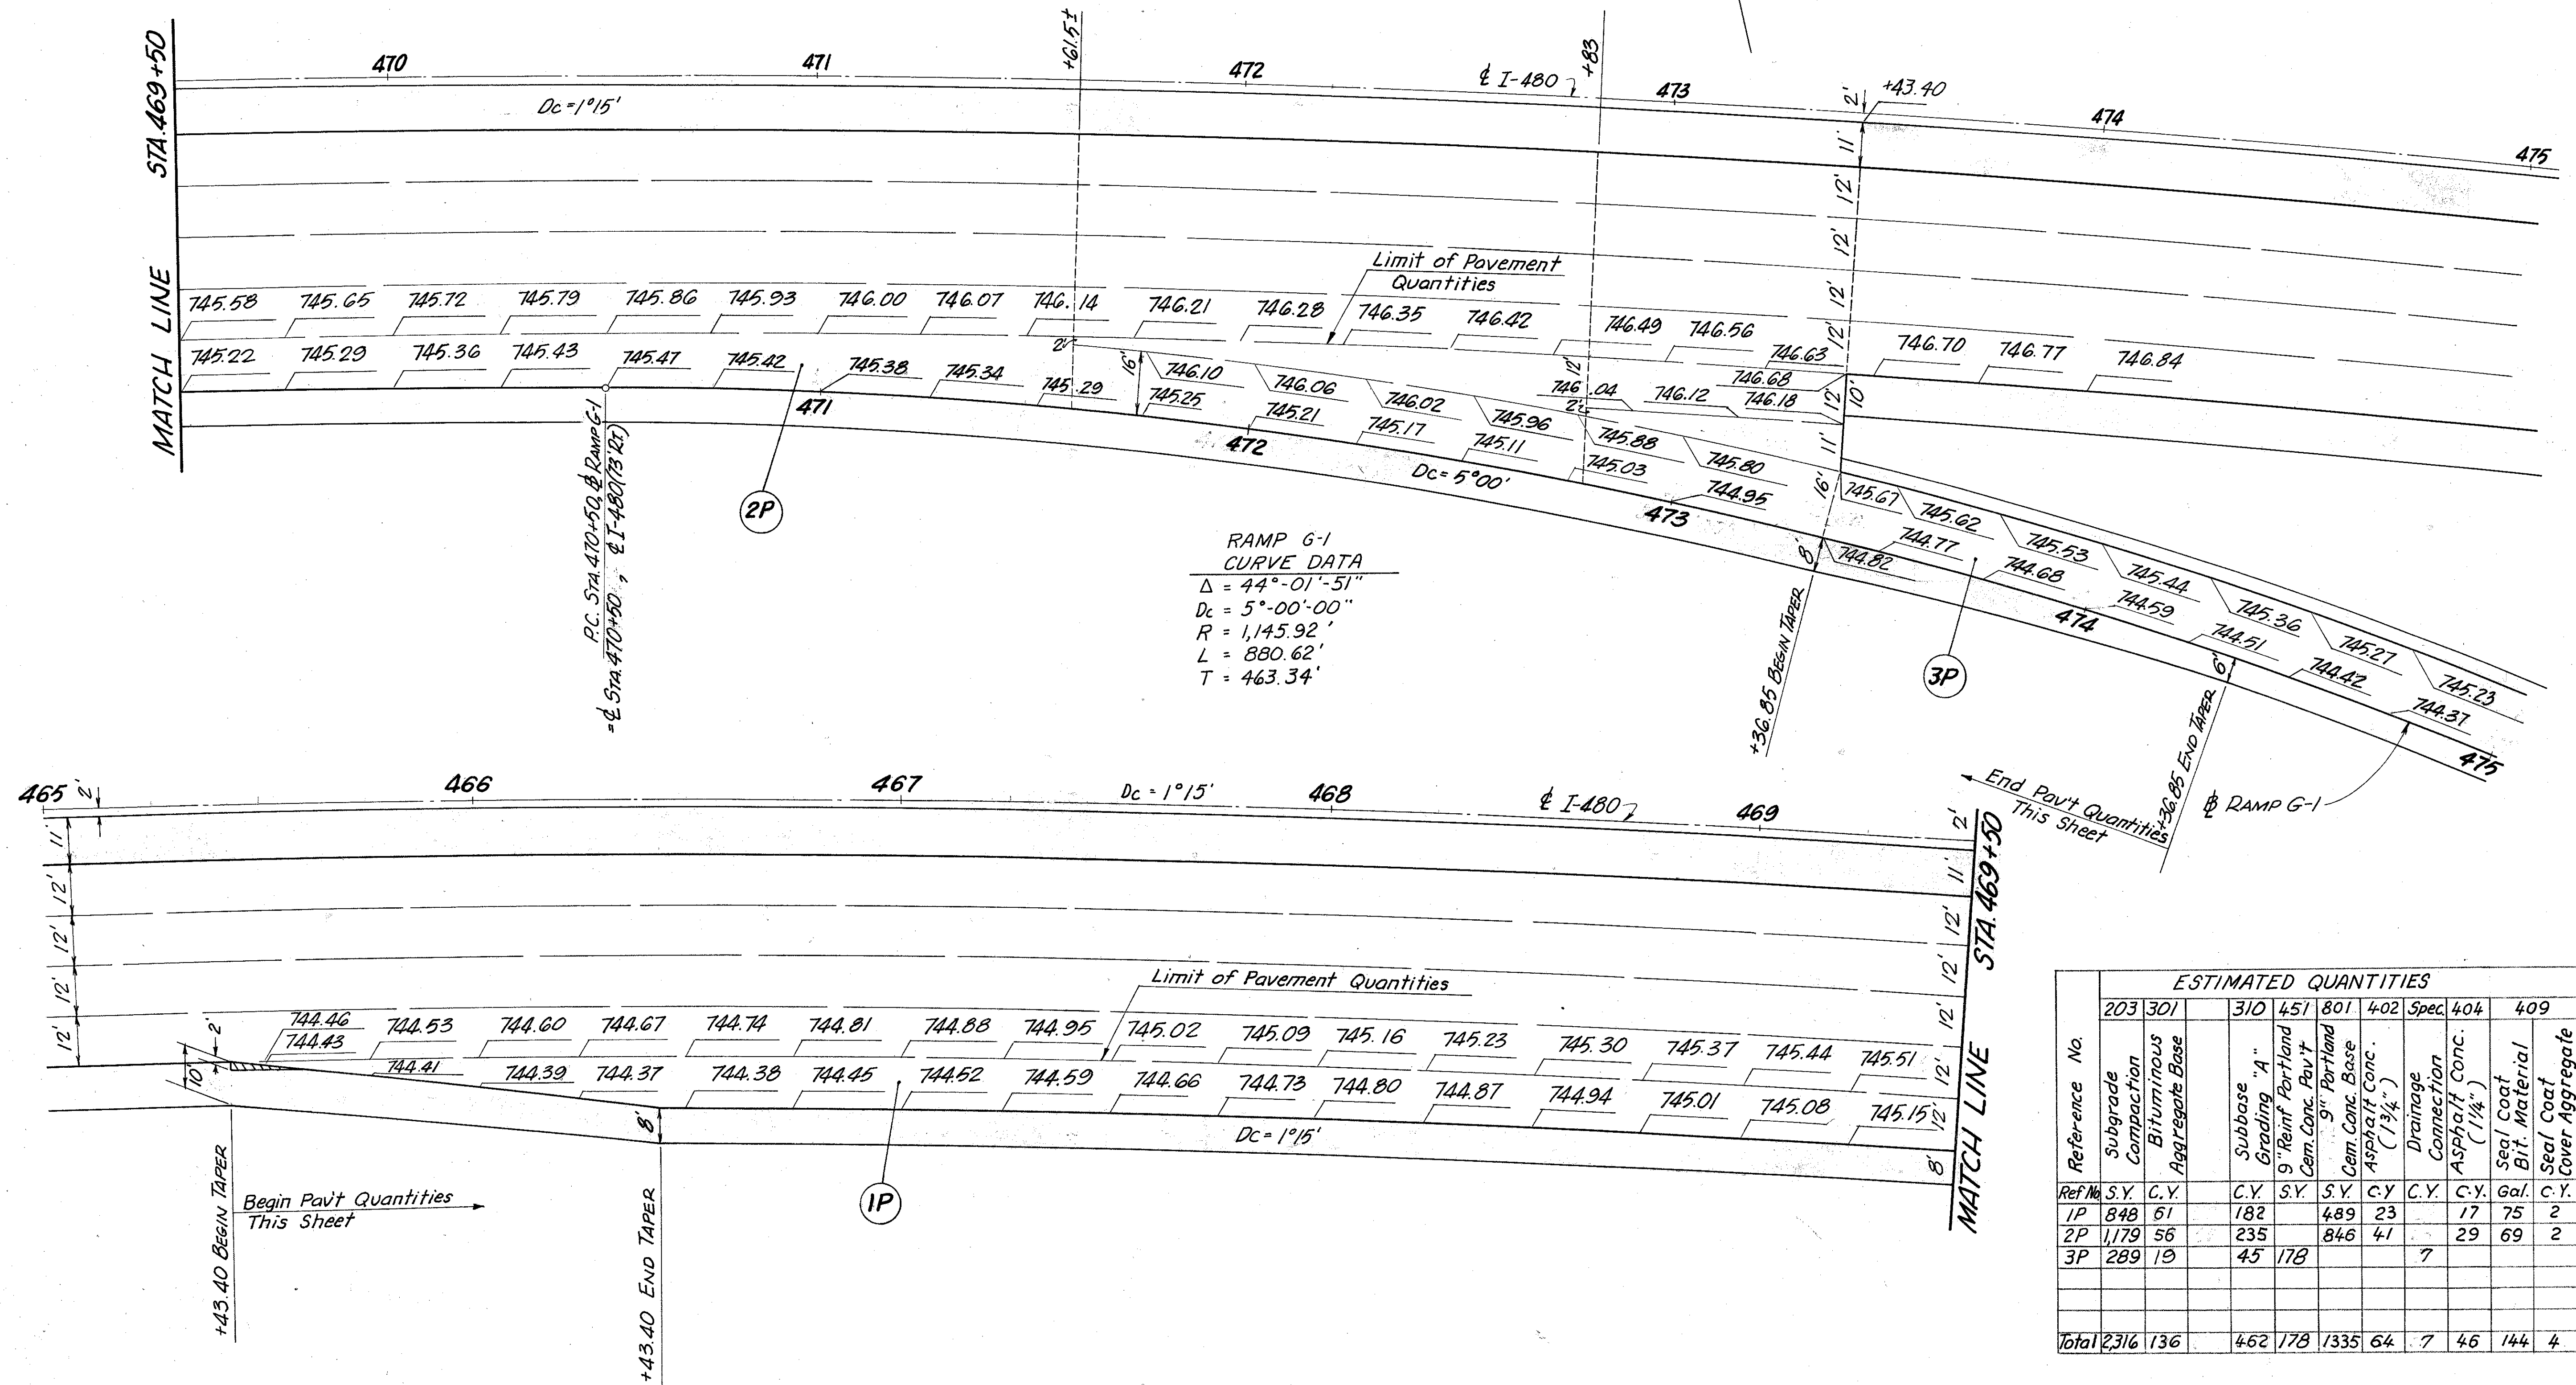 MATCH LINE STA. 469+50
470
471
+61.5±
472
₵ I-480
+83
473
2'
+43.40
474
475
Dc = 1°15'
11'
12'
12'
12'
12'
Limit of Pavement
Quantities
745.58 745.65 745.72 745.79 745.86 745.93 746.00 746.07 746.14 746.21 746.28 746.35 746.42 746.49 746.56 746.63 746.70 746.77 746.84
745.22 745.29 745.36 745.43 745.47 745.42 745.38 745.34 745.29 745.25 745.21 745.17 745.11 745.03 744.95
2'
16'
746.10 746.06 746.02 745.96 745.88 745.80
12'
2'
746.04 746.12 746.18
746.68
12'
10'
11'
16'
8'
745.67 745.62 745.53 745.44 745.36 745.27 745.23
744.82 744.77 744.68 744.59 744.51 744.42 744.37
471
472
473
474
475
Dc = 5°00'
P.C. STA. 470+50, ⅊ RAMP G-1
= ₵ STA. 470+50, ₵ I-480 (73' RT)
2P
3P
RAMP G-1
CURVE DATA
Δ = 44°-01'-51"
Dc = 5°-00'-00"
R = 1,145.92'
L = 880.62'
T = 463.34'
+36.85 BEGIN TAPER
6'
+36.85 END TAPER
End Pav't Quantities
This Sheet
⅊ RAMP G-1
465
2'
466
467
Dc = 1°15'
468
₵ I-480
469
2'
MATCH LINE STA. 469+50
11'
12'
12'
12'
12'
11'
12'
12'
12'
12'
12'
8'
Limit of Pavement Quantities
744.46 744.53 744.60 744.67 744.74 744.81 744.88 744.95 745.02 745.09 745.16 745.23 745.30 745.37 745.44 745.51
744.43 744.41 744.39 744.37 744.38 744.45 744.52 744.59 744.66 744.73 744.80 744.87 744.94 745.01 745.08 745.15
2'
10'
8'
Dc = 1°15'
1P
Begin Pav't Quantities
This Sheet
+43.40 BEGIN TAPER
+43.40 END TAPER
ESTIMATED QUANTITIES
203 301 310 451 801 402 Spec. 404 409
Reference No.
Subgrade Compaction
Bituminous Aggregate Base
Subbase Grading "A"
9" Reinf Portland Cem. Conc. Pav't
9" Portland Cem. Conc. Base
Asphalt Conc. (1 3/4")
Drainage Connection
Asphalt Conc. (1 1/4")
Seal Coat Bit. Material
Seal Coat Cover Aggregate
Ref No. S.Y. C.Y. C.Y. S.Y. S.Y. C.Y C.Y. C.Y. Gal. C.Y.
1P 848 61 182 489 23 17 75 2
2P 1,179 56 235 846 41 29 69 2
3P 289 19 45 178 7
Total 2,316 136 462 178 1335 64 7 46 144 4